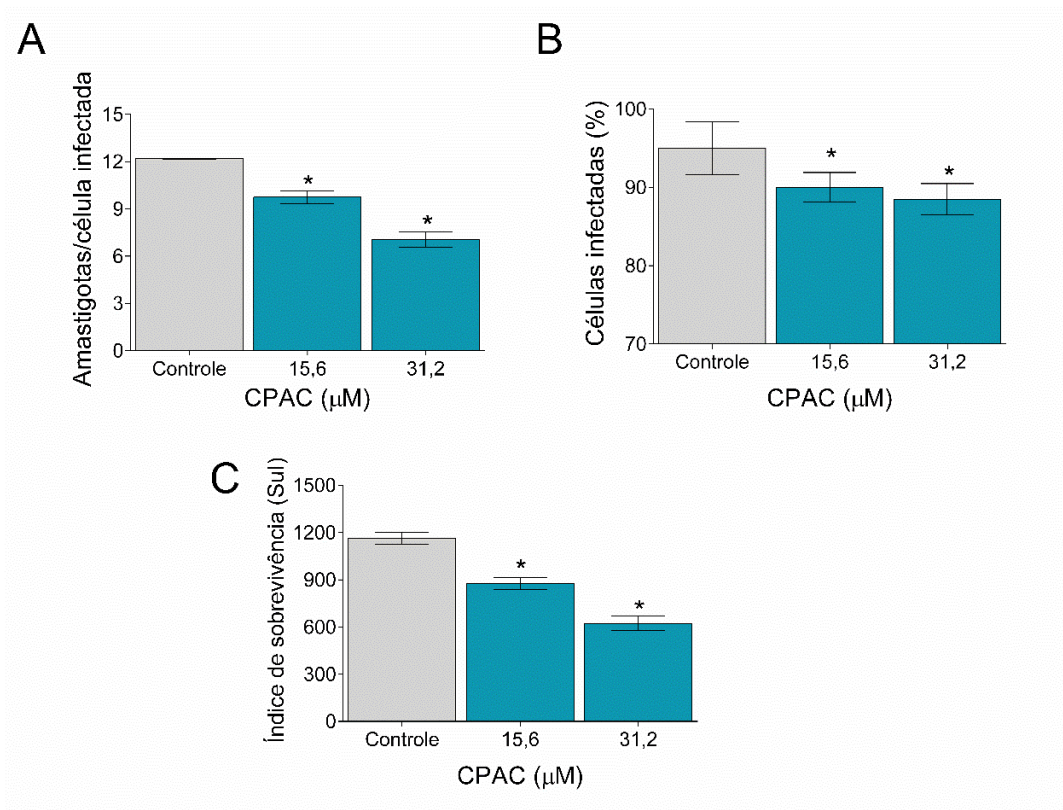 A
Amastigotas/célula infectada
15
12
9
6
3
0
*
*
Controle 15,6 31,2
CPAC (μM)
B
Células infectadas (%)
100
90
80
70
*
*
Controle 15,6 31,2
CPAC (μM)
C
Índice de sobrevivência (SuI)
1500
1200
900
600
300
0
*
*
Controle 15,6 31,2
CPAC (μM)